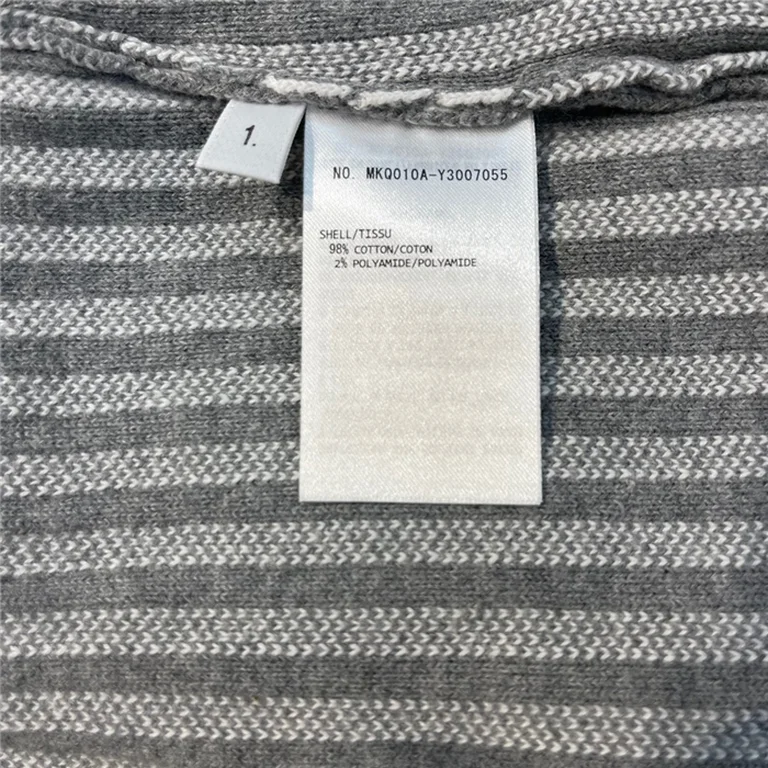 1.
NO. MKQ010A-Y3007055
SHELL/TISSU
98% COTTON/COTON
2% POLYAMIDE/POLYAMIDE